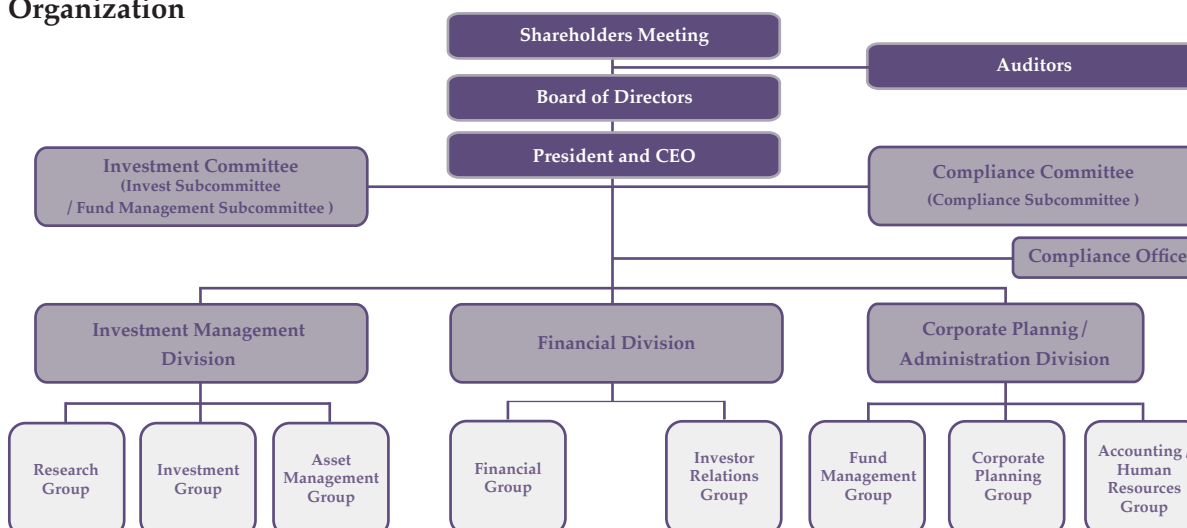 Organization
Shareholders Meeting
Auditors
Board of Directors
President and CEO
Investment Committee
(Invest Subcommittee
/ Fund Management Subcommittee )
Compliance Committee
(Compliance Subcommittee )
Compliance Office
Investment Management
Division
Financial Division
Corporate Plannig /
Administration Division
Research
Group
Investment
Group
Asset
Management
Group
Financial
Group
Investor
Relations
Group
Fund
Management
Group
Corporate
Planning
Group
Accounting /
Human
Resources
Group